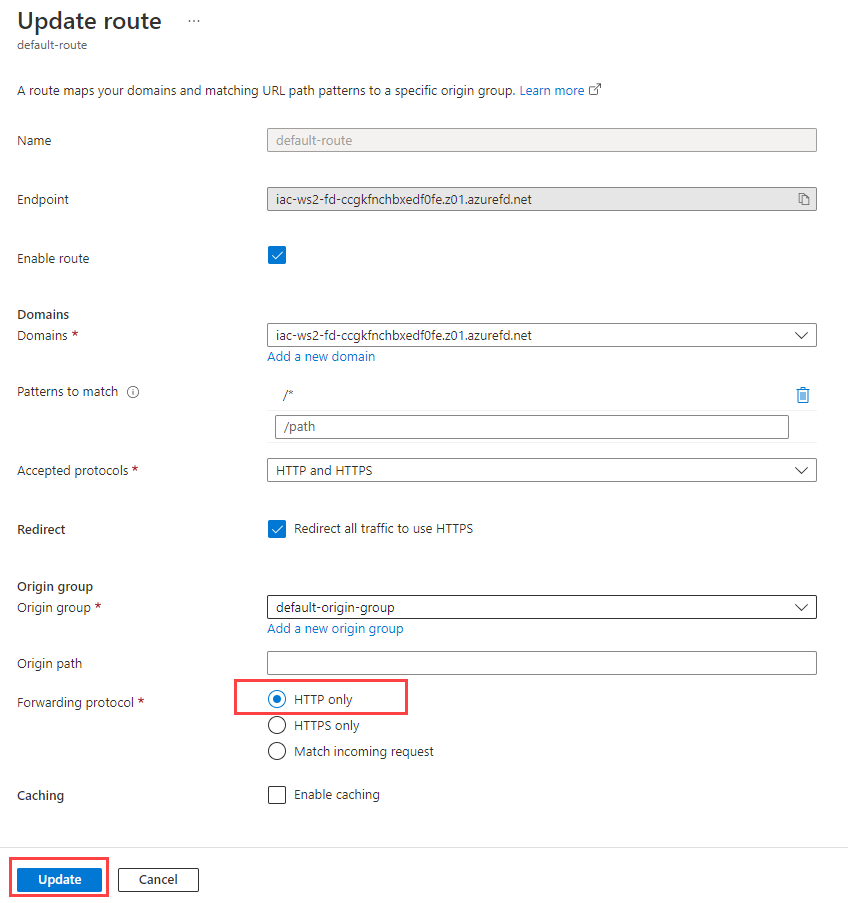 Update route ...
default-route
A route maps your domains and matching URL path patterns to a specific origin group. Learn more
Name default-route
Endpoint iac-ws2-fd-ccgkfnchbxedf0fe.z01.azurefd.net
Enable route
Domains
Domains * iac-ws2-fd-ccgkfnchbxedf0fe.z01.azurefd.net
Add a new domain
Patterns to match /*
/path
Accepted protocols * HTTP and HTTPS
Redirect Redirect all traffic to use HTTPS
Origin group
Origin group * default-origin-group
Add a new origin group
Origin path
Forwarding protocol * HTTP only
HTTPS only
Match incoming request
Caching Enable caching
Update Cancel